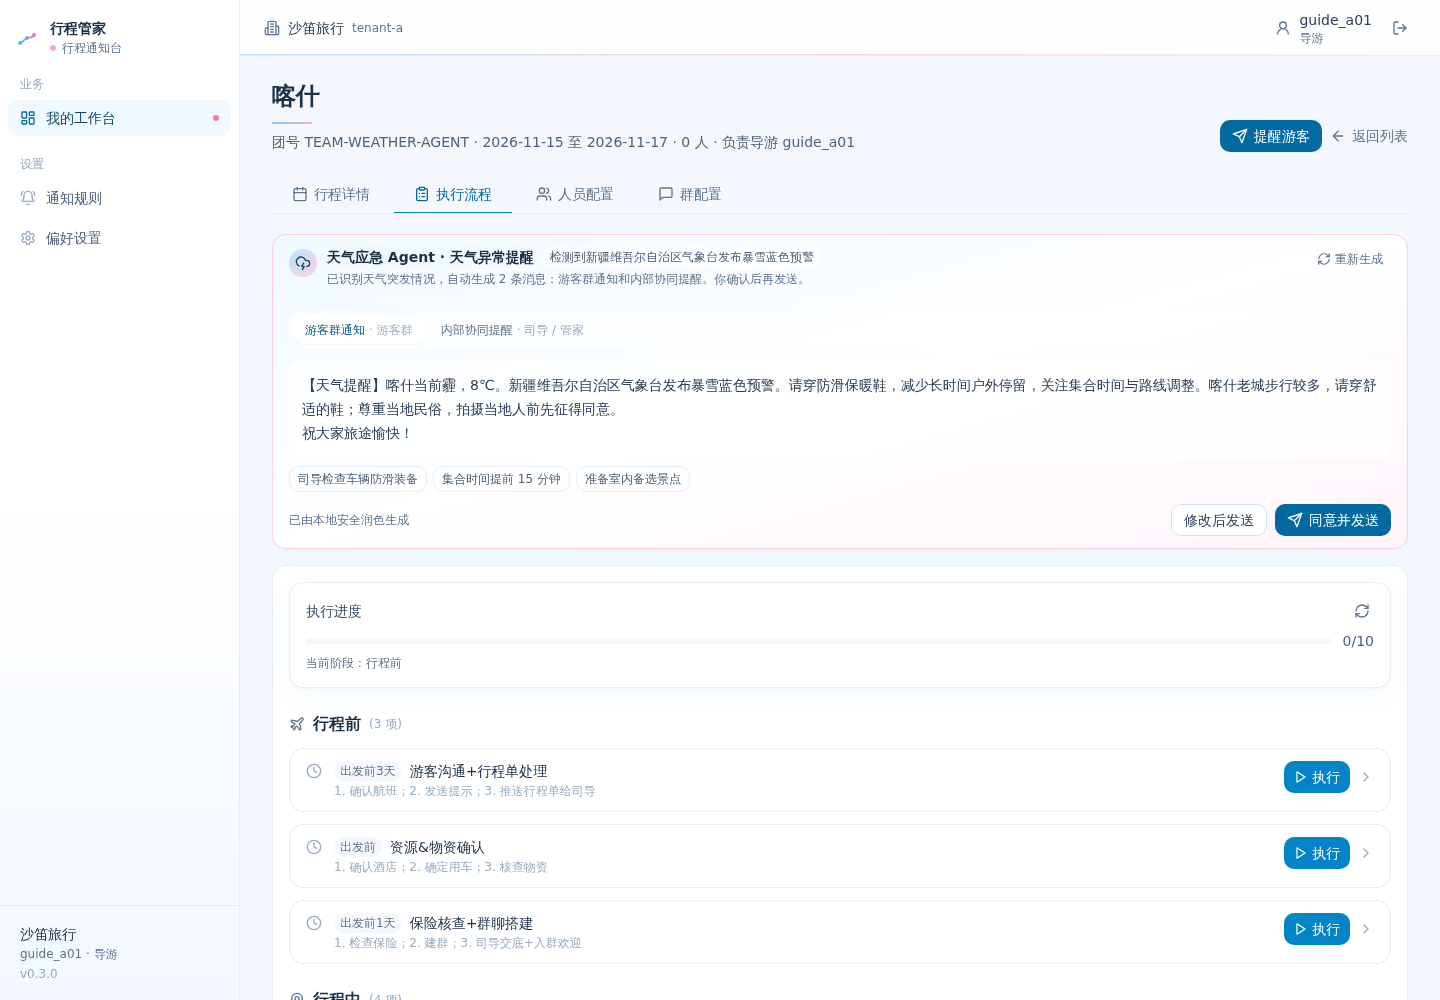 行程管家
行程通知台
业务
我的工作台
设置
通知规则
偏好设置
沙笛旅行
guide_a01 · 导游
v0.3.0
沙笛旅行 tenant-a
guide_a01
导游
喀什
团号 TEAM-WEATHER-AGENT · 2026-11-15 至 2026-11-17 · 0 人 · 负责导游 guide_a01
提醒游客
返回列表
行程详情
执行流程
人员配置
群配置
天气应急 Agent · 天气异常提醒 检测到新疆维吾尔自治区气象台发布暴雪蓝色预警
已识别天气突发情况，自动生成 2 条消息：游客群通知和内部协同提醒。你确认后再发送。
重新生成
游客群通知 · 游客群
内部协同提醒 · 司导 / 管家
【天气提醒】喀什当前霾，8℃。新疆维吾尔自治区气象台发布暴雪蓝色预警。请穿防滑保暖鞋，减少长时间户外停留，关注集合时间与路线调整。喀什老城步行较多，请穿舒
适的鞋；尊重当地民俗，拍摄当地人前先征得同意。
祝大家旅途愉快！
司导检查车辆防滑装备
集合时间提前 15 分钟
准备室内备选景点
已由本地安全润色生成
修改后发送
同意并发送
执行进度
0/10
当前阶段：行程前
行程前 (3 项)
出发前3天 游客沟通+行程单处理
1. 确认航班；2. 发送提示；3. 推送行程单给司导
执行
出发前 资源&物资确认
1. 确认酒店；2. 确定用车；3. 核查物资
执行
出发前1天 保险核查+群聊搭建
1. 检查保险；2. 建群；3. 司导交底+入群欢迎
执行
行程中 (4 项)